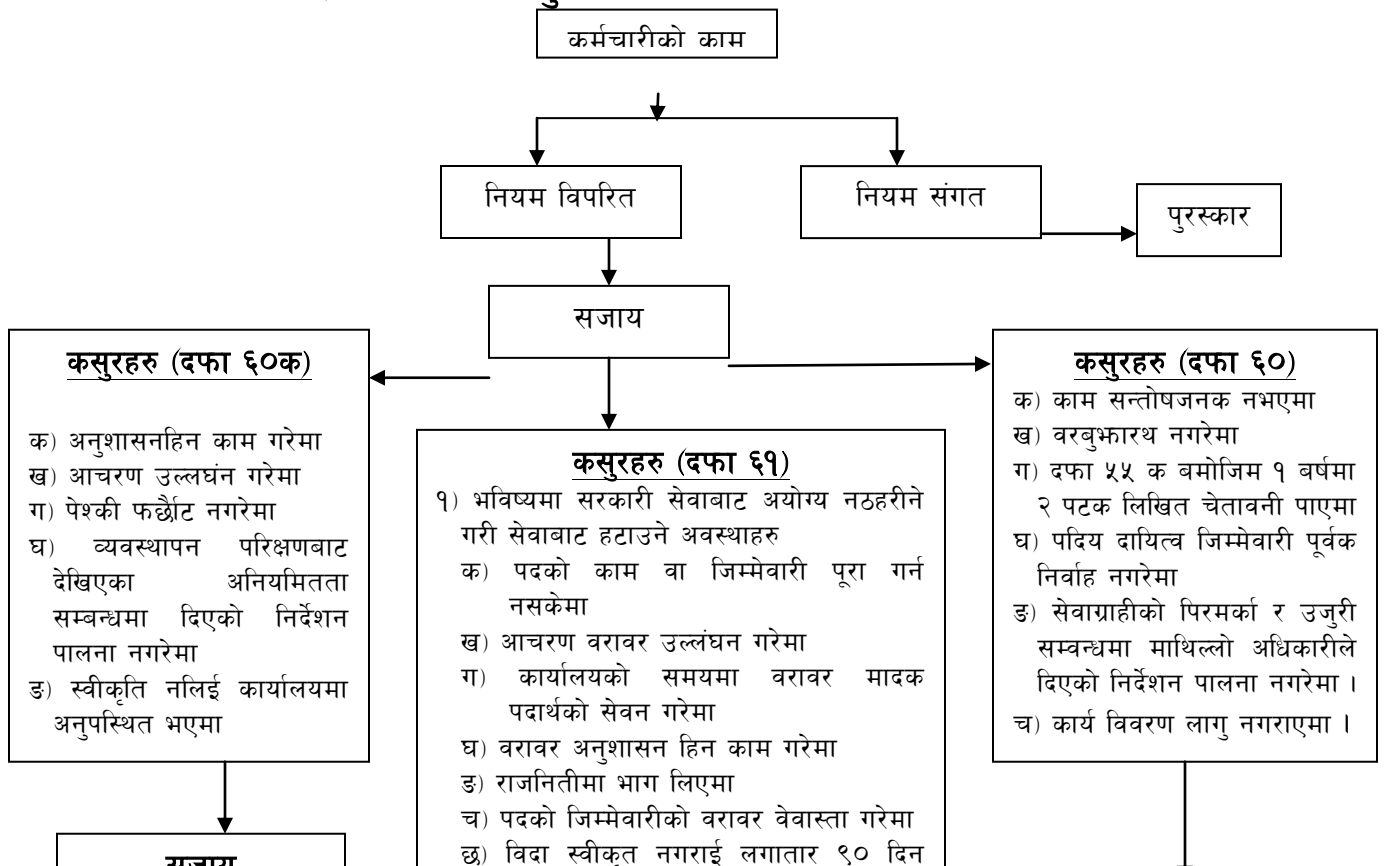 कर्मचारीको काम
नियम विपरित
नियम संगत
पुरस्कार
सजाय
कसुरहरु (दफा ६०क)
क) अनुशासनहिन काम गरेमा
ख) आचरण उल्लघंन गरेमा
ग) पेश्की फर्छ्यौट नगरेमा
घ) व्यवस्थापन परिक्षणबाट
देखिएका अनियमितता
सम्बन्धमा दिएको निर्देशन
पालना नगरेमा
ङ) स्वीकृति नलिई कार्यालयमा
अनुपस्थित भएमा
सजाय
कसुरहरु (दफा ६१)
१) भविष्यमा सरकारी सेवाबाट अयोग्य नठहरीने
गरी सेवाबाट हटाउने अवस्थाहरु
क) पदको काम वा जिम्मेवारी पूरा गर्न
नसकेमा
ख) आचरण वरावर उल्लंघन गरेमा
ग) कार्यालयको समयमा वरावर मादक
पदार्थको सेवन गरेमा
घ) वरावर अनुशासन हिन काम गरेमा
ङ) राजनितीमा भाग लिएमा
च) पदको जिम्मेवारीको वरावर वेवास्ता गरेमा
छ) विदा स्वीकृत नगराई लगातार ९० दिन
कसुरहरु (दफा ६०)
क) काम सन्तोषजनक नभएमा
ख) वरबुझारथ नगरेमा
ग) दफा ५५ क बमोजिम १ बर्षमा
२ पटक लिखित चेतावनी पाएमा
घ) पदिय दायित्व जिम्मेवारी पूर्वक
निर्वाह नगरेमा
ङ) सेवाग्राहीको पिरमर्का र उजुरी
सम्वन्धमा माथिल्लो अधिकारीले
दिएको निर्देशन पालना नगरेमा ।
च) कार्य विवरण लागु नगराएमा ।